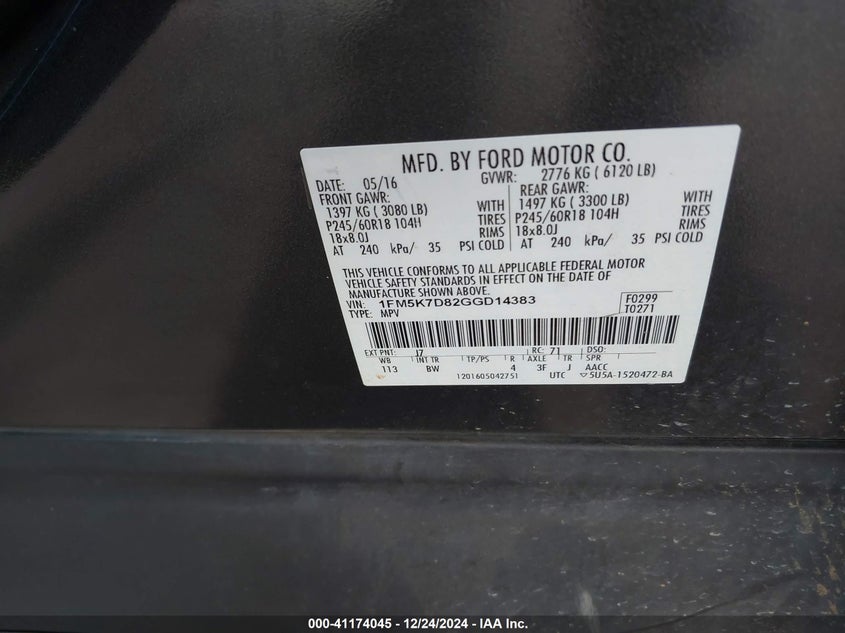 MFD. BY FORD MOTOR CO.
DATE: 05/16 GVWR: 2776 KG ( 6120 LB)
FRONT GAWR: REAR GAWR:
1397 KG ( 3080 LB) WITH 1497 KG ( 3300 LB) WITH
P245/60R18 104H TIRES P245/60R18 104H TIRES
18x8.0J RIMS 18x8.0J RIMS
AT 240 kPa/ 35 PSI COLD AT 240 kPa/ 35 PSI COLD
THIS VEHICLE CONFORMS TO ALL APPLICABLE FEDERAL MOTOR
VEHICLE SAFETY STANDARDS IN EFFECT ON THE DATE OF
MANUFACTURE SHOWN ABOVE.
VIN: 1FM5K7D82GGD14383 F0299
TYPE: MPV T0271
EXT PNT: J7 RC: 71 DSO:
WB INT TR TP/PS R AXLE TR SPR
113 BW 4 3F J AACC
1201605042751 UTC ▽5U5A-1520472-BA
000-41174045 - 12/24/2024 - IAA Inc.